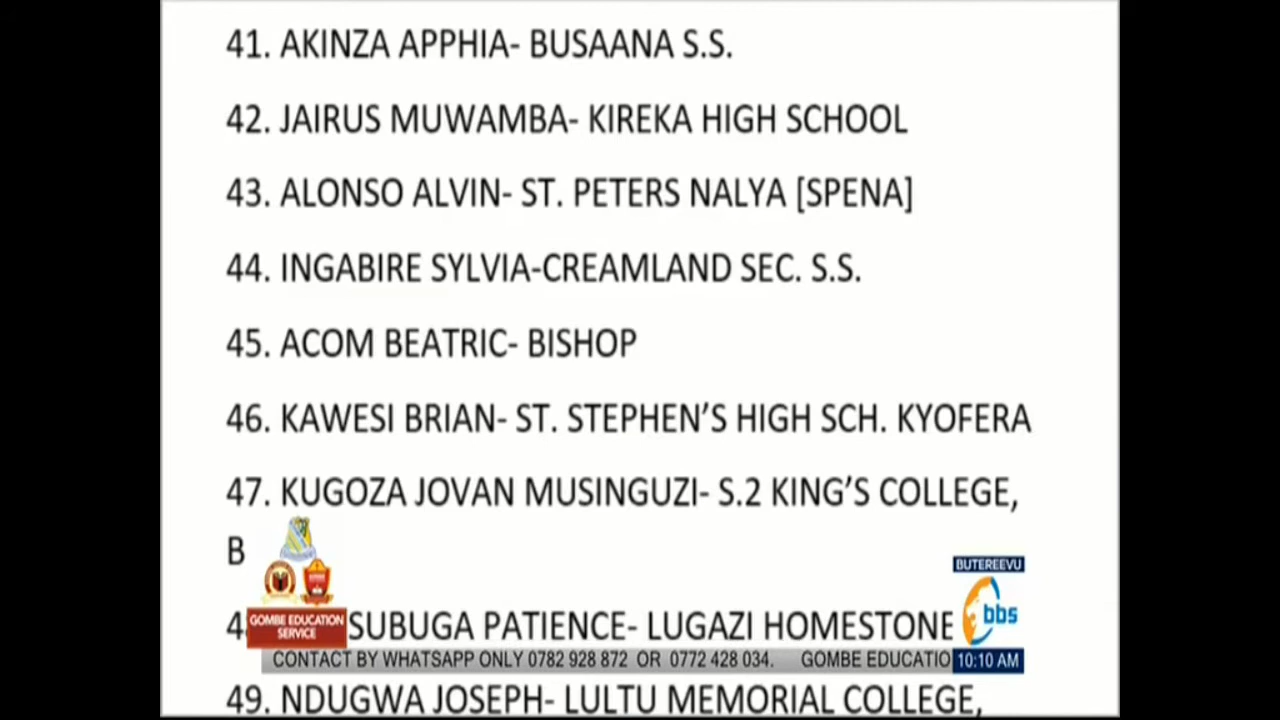 41. AKINZA APPHIA- BUSAANA S.S.
42. JAIRUS MUWAMBA- KIREKA HIGH SCHOOL
43. ALONSO ALVIN- ST. PETERS NALYA [SPENA]
44. INGABIRE SYLVIA-CREAMLAND SEC. S.S.
45. ACOM BEATRIC- BISHOP
46. KAWESI BRIAN- ST. STEPHEN'S HIGH SCH. KYOFERA
47. KUGOZA JOVAN MUSINGUZI- S.2 KING'S COLLEGE,
B
BUTEREEVU
bbs
4 SUBUGA PATIENCE- LUGAZI HOMESTONE
GOMBE EDUCATION
SERVICE
CONTACT BY WHATSAPP ONLY 0782 928 872 OR 0772 428 034. GOMBE EDUCATIO
10:10 AM
49. NDUGWA JOSEPH- LULTU MEMORIAL COLLEGE,